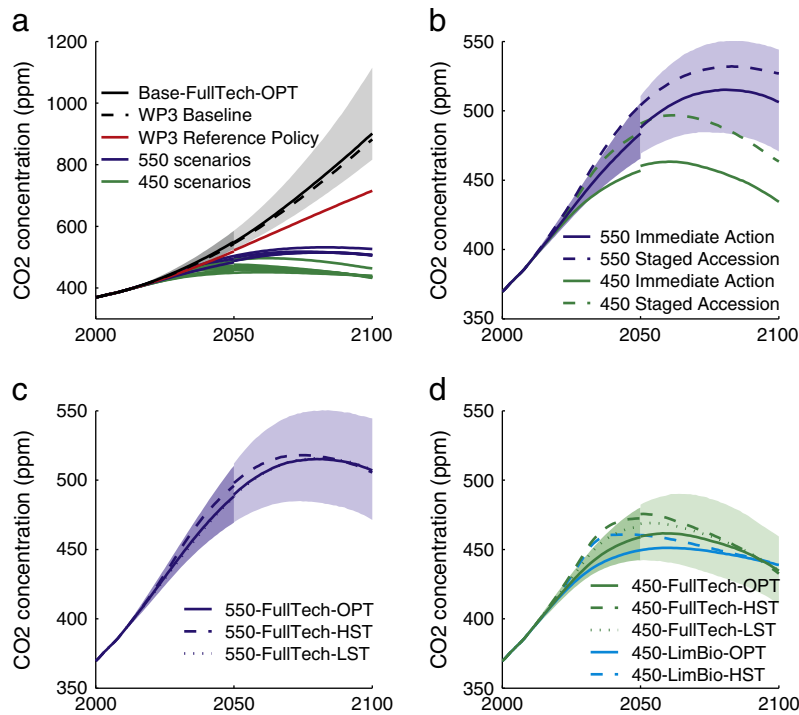 a
CO2 concentration (ppm)
1200
1000
800
600
400
2000 2050 2100
Base-FullTech-OPT
WP3 Baseline
WP3 Reference Policy
550 scenarios
450 scenarios
b
CO2 concentration (ppm)
550
500
450
400
350
2000 2050 2100
550 Immediate Action
550 Staged Accession
450 Immediate Action
450 Staged Accession
c
CO2 concentration (ppm)
550
500
450
400
350
2000 2050 2100
550-FullTech-OPT
550-FullTech-HST
550-FullTech-LST
d
CO2 concentration (ppm)
550
500
450
400
350
2000 2050 2100
450-FullTech-OPT
450-FullTech-HST
450-FullTech-LST
450-LimBio-OPT
450-LimBio-HST